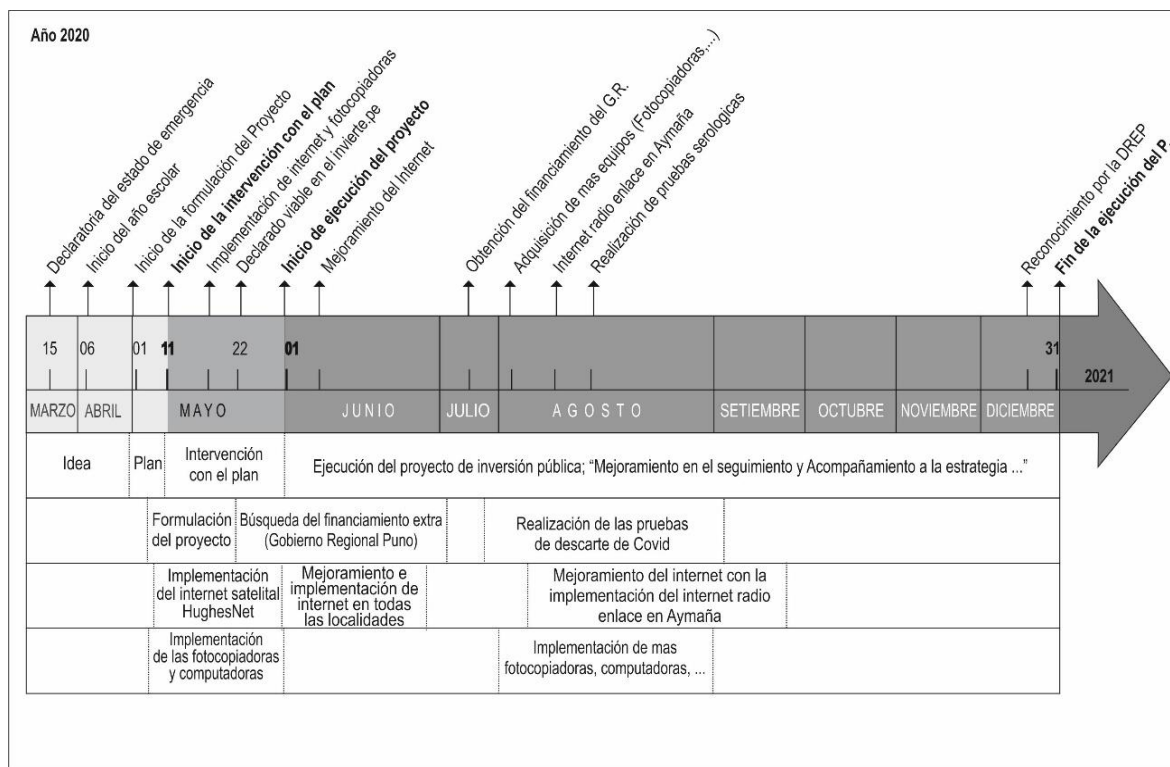 Año 2020
Declaratoria del estado de emergencia
Inicio del año escolar
Inicio de la formulación del Proyecto
Inicio de la intervención con el plan
Implementación de internet y fotocopiadoras
Declarado viable en el invierte.pe
Inicio de ejecución del proyecto
Mejoramiento del Internet
Obtención del financiamiento del G.R.
Adquisición de mas equipos (Fotocopiadoras,...)
Internet radio enlace en Aymaña
Realización de pruebas serologicas
Reconocimiento por la DREP
Fin de la ejecución del P.
15 06 01 11 22 01 31
2021
MARZO ABRIL MAYO JUNIO JULIO AGOSTO SETIEMBRE OCTUBRE NOVIEMBRE DICIEMBRE
Idea
Plan
Intervención
con el plan
Ejecución del proyecto de inversión pública; “Mejoramiento en el seguimiento y Acompañamiento a la estrategia ...”
Formulación
del proyecto
Búsqueda del financiamiento extra
(Gobierno Regional Puno)
Realización de las pruebas
de descarte de Covid
Implementación
del internet satelital
HughesNet
Mejoramiento e
implementación de
internet en todas
las localidades
Mejoramiento del internet con la
implementación del internet radio
enlace en Aymaña
Implementación
de las fotocopiadoras
y computadoras
Implementación de mas
fotocopiadoras, computadoras, ...